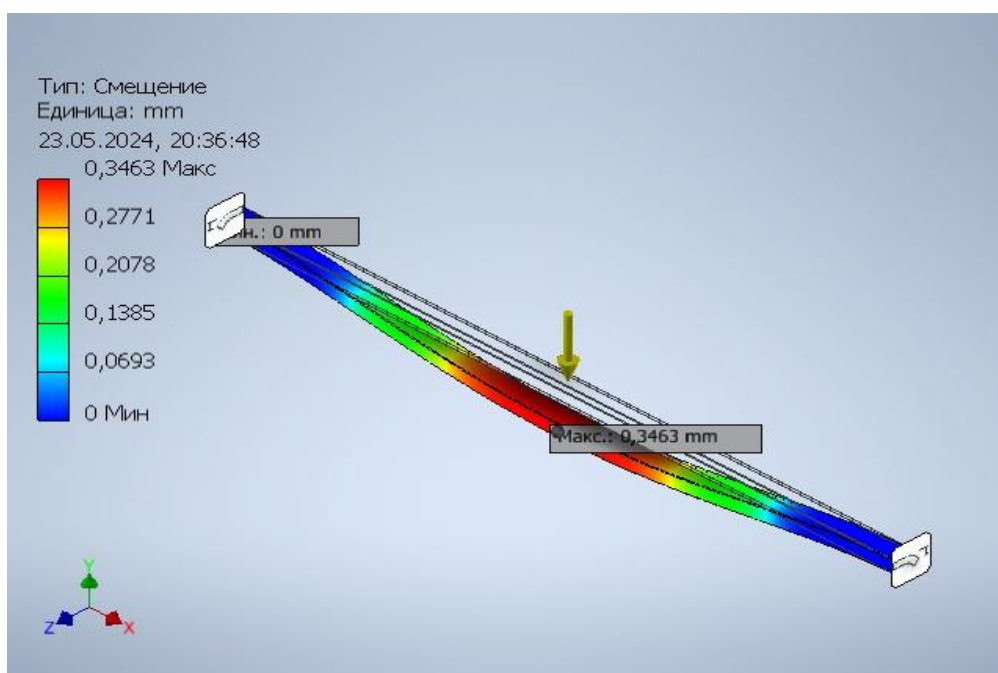 Тип: Смещение
Единица: mm
23.05.2024, 20:36:48
0,3463 Макс
0,2771
0,2078
0,1385
0,0693
0 Мин
0 mm
Макс.: 0,3463 mm
Y
Z
X